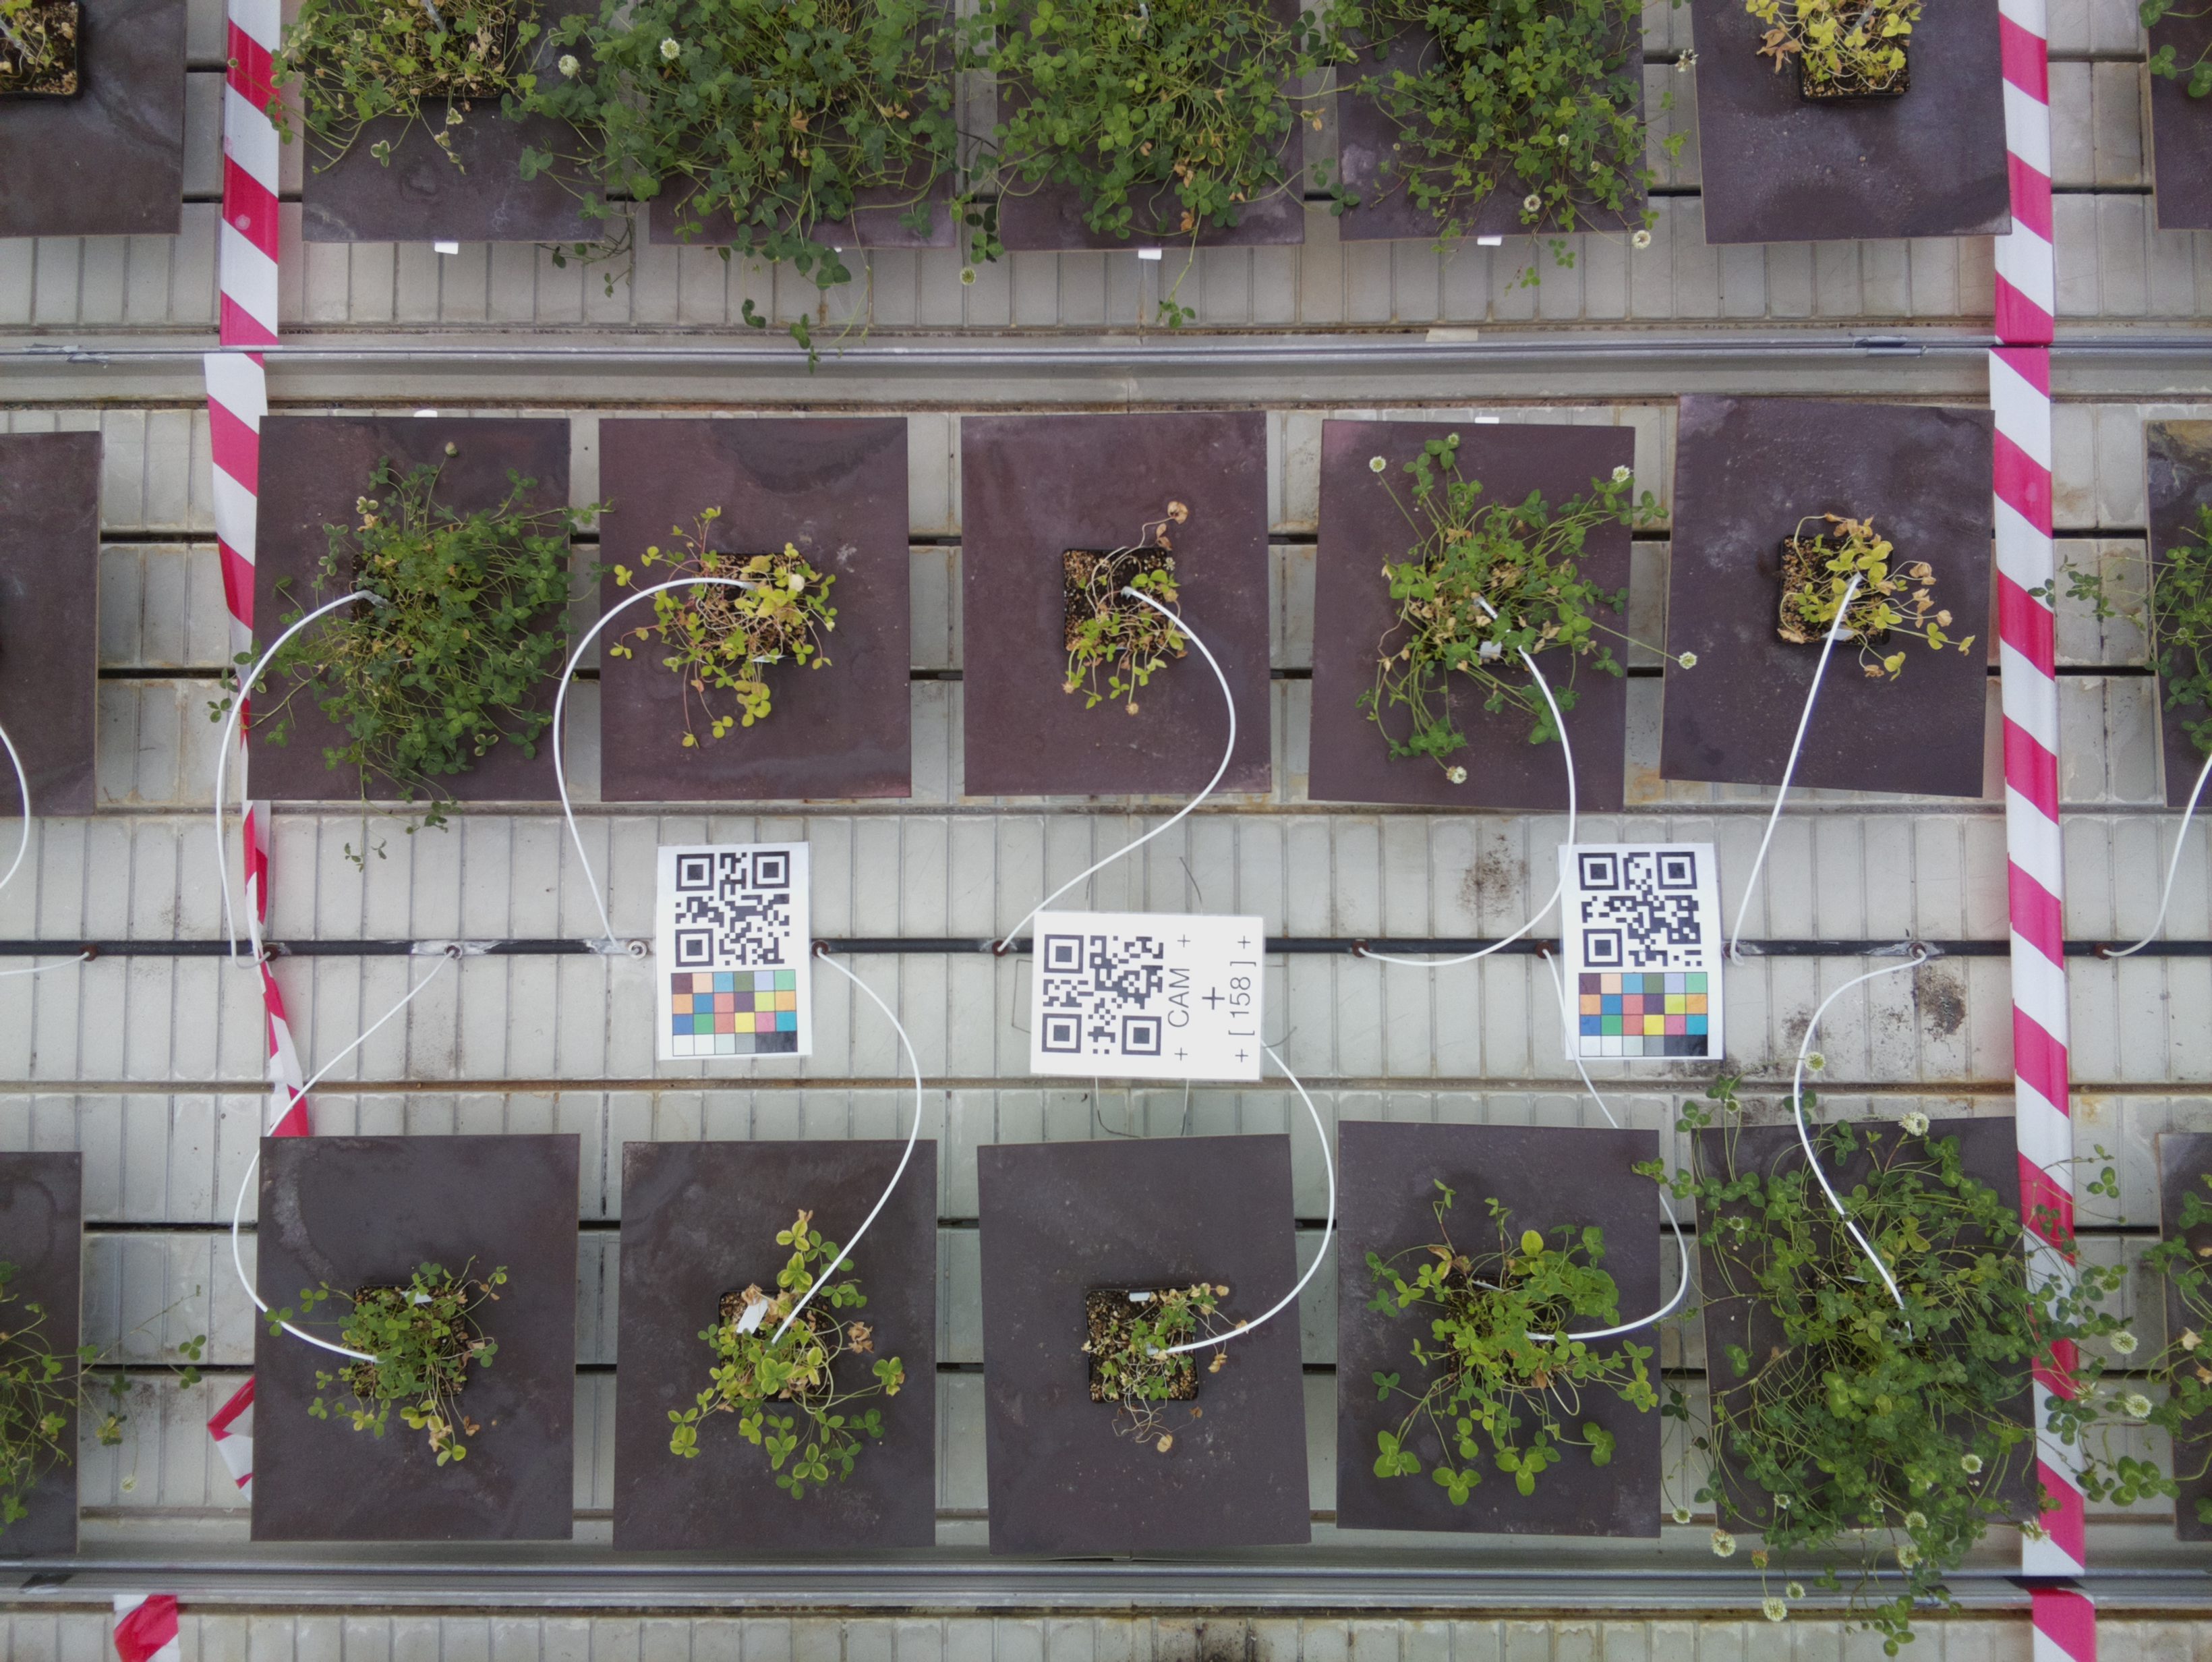 + CAM +
+
+ [ 158 ] +